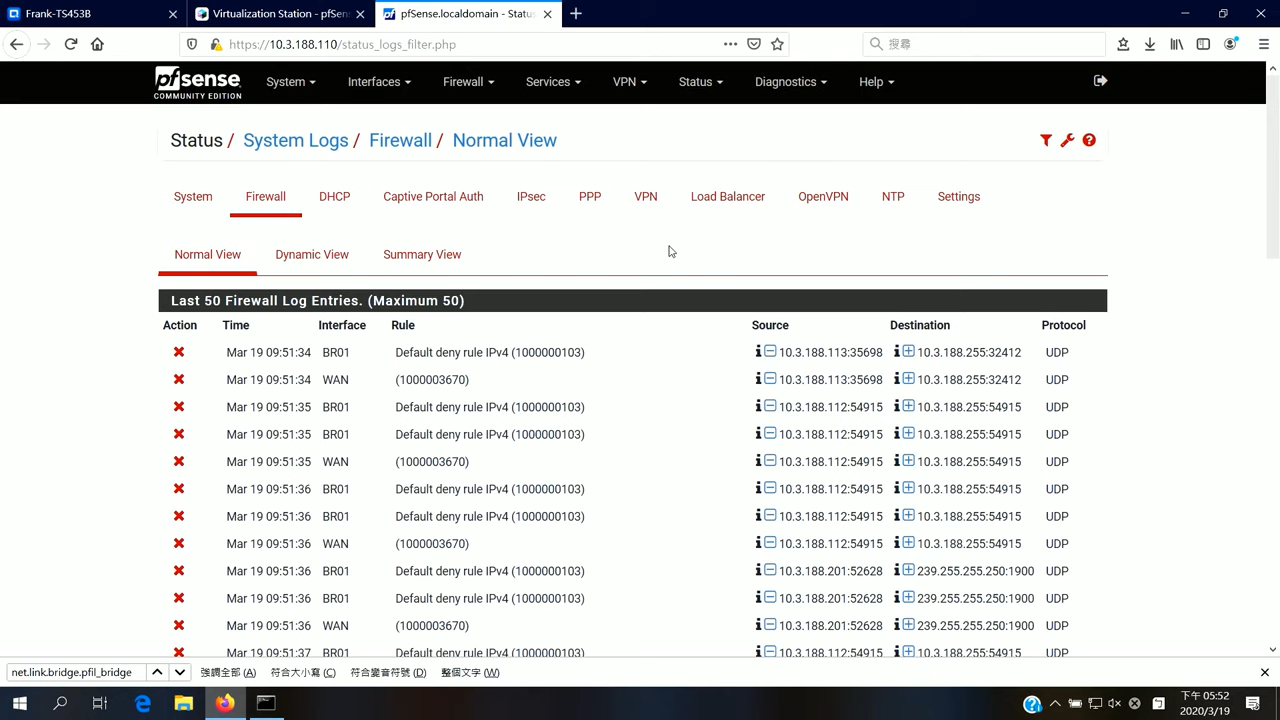 Frank-TS453B
Virtualization Station - pfSens
pfSense.localdomain - Status
https://10.3.188.110/status_logs_filter.php
搜尋
pfsense
COMMUNITY EDITION
System
Interfaces
Firewall
Services
VPN
Status
Diagnostics
Help
Status / System Logs / Firewall / Normal View
System
Firewall
DHCP
Captive Portal Auth
IPsec
PPP
VPN
Load Balancer
OpenVPN
NTP
Settings
Normal View
Dynamic View
Summary View
Last 50 Firewall Log Entries. (Maximum 50)
Action Time Interface Rule Source Destination Protocol
Mar 19 09:51:34 BR01 Default deny rule IPv4 (1000000103) 10.3.188.113:35698 10.3.188.255:32412 UDP
Mar 19 09:51:34 WAN (1000003670) 10.3.188.113:35698 10.3.188.255:32412 UDP
Mar 19 09:51:35 BR01 Default deny rule IPv4 (1000000103) 10.3.188.112:54915 10.3.188.255:54915 UDP
Mar 19 09:51:35 BR01 Default deny rule IPv4 (1000000103) 10.3.188.112:54915 10.3.188.255:54915 UDP
Mar 19 09:51:35 WAN (1000003670) 10.3.188.112:54915 10.3.188.255:54915 UDP
Mar 19 09:51:36 BR01 Default deny rule IPv4 (1000000103) 10.3.188.112:54915 10.3.188.255:54915 UDP
Mar 19 09:51:36 BR01 Default deny rule IPv4 (1000000103) 10.3.188.112:54915 10.3.188.255:54915 UDP
Mar 19 09:51:36 WAN (1000003670) 10.3.188.112:54915 10.3.188.255:54915 UDP
Mar 19 09:51:36 BR01 Default deny rule IPv4 (1000000103) 10.3.188.201:52628 239.255.255.250:1900 UDP
Mar 19 09:51:36 BR01 Default deny rule IPv4 (1000000103) 10.3.188.201:52628 239.255.255.250:1900 UDP
Mar 19 09:51:36 WAN (1000003670) 10.3.188.201:52628 239.255.255.250:1900 UDP
Mar 19 09:51:37 BR01 Default deny rule IPv4 (1000000103) 10.3.188.112:54915 10.3.188.255:54915 UDP
net.link.bridge.pfil_bridge
強調全部 (A)
符合大小寫 (C)
符合變音符號 (D)
整個文字 (W)
下午 05:52
2020/3/19